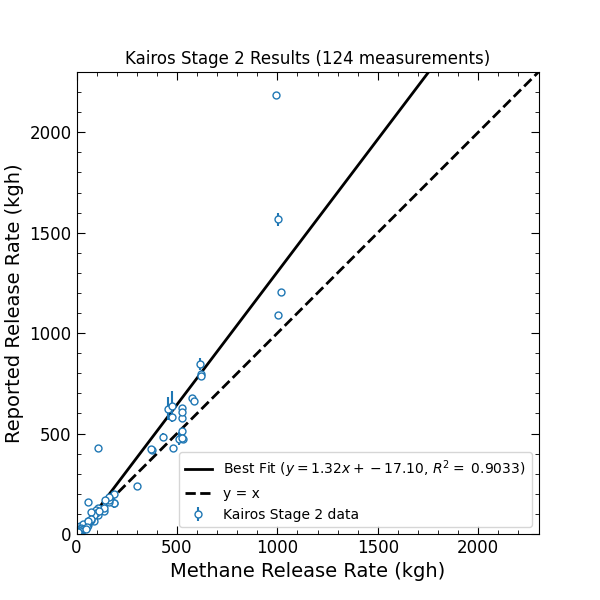 Kairos Stage 2 Results (124 measurements)
Reported Release Rate (kgh)
2000
1500
1000
500
0
Best Fit (y = 1.32x + −17.10, R² = 0.9033)
y = x
Kairos Stage 2 data
0 500 1000 1500 2000
Methane Release Rate (kgh)